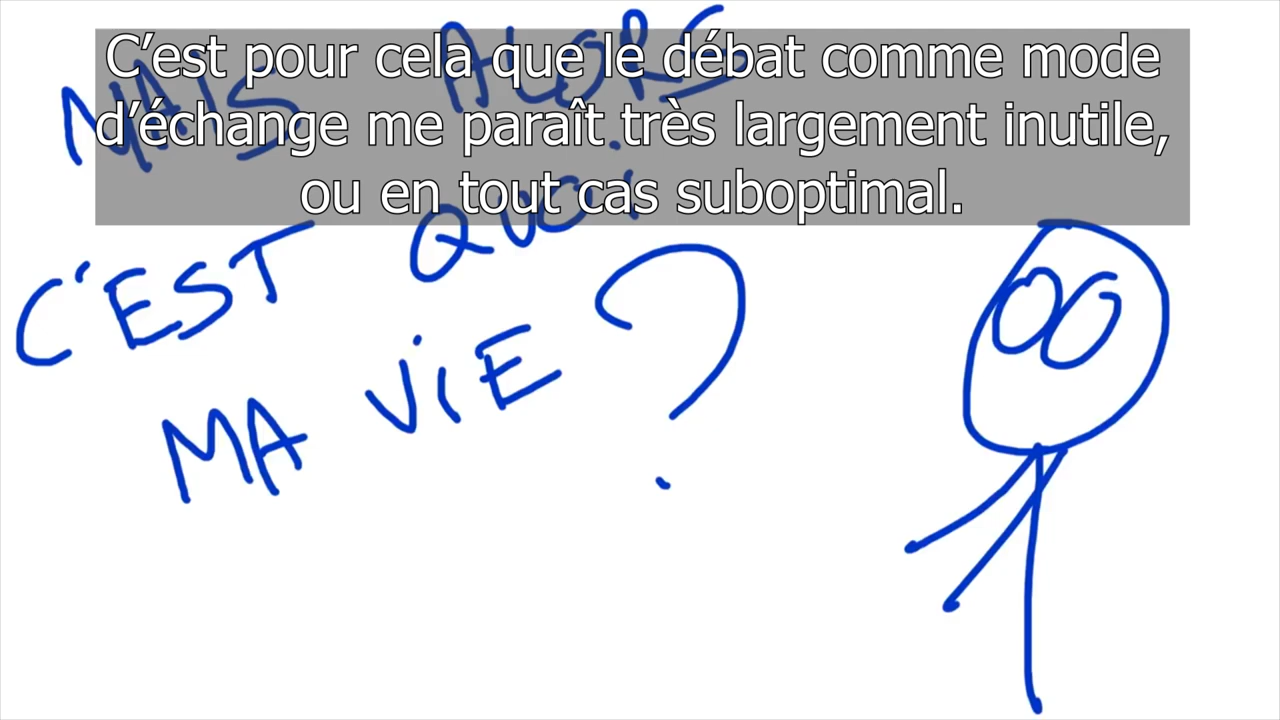 C’est pour cela que le débat comme mode
d’échange me paraît très largement inutile,
ou en tout cas suboptimal.
MAIS ALORS
C'EST QUOi
MA ViE ?